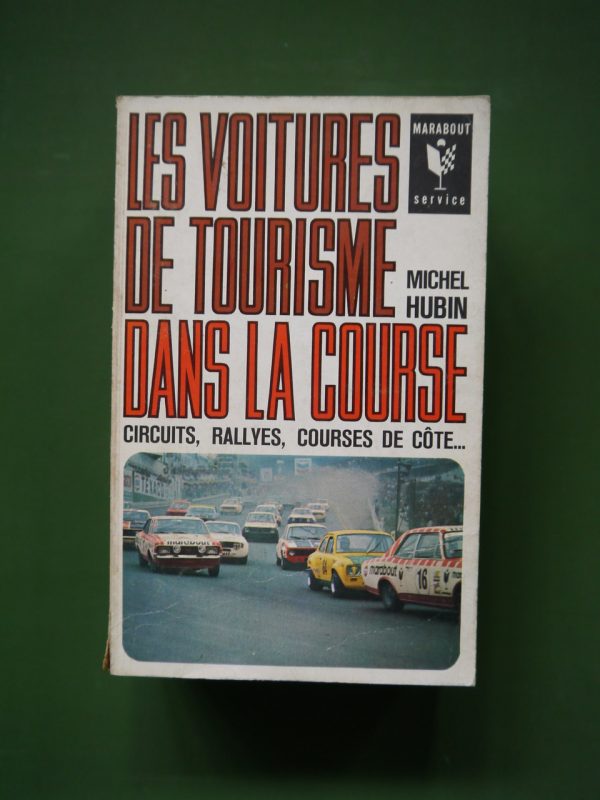 LES VOITURES
DE TOURISME
DANS LA COURSE
MARABOUT
service
MICHEL
HUBIN
CIRCUITS, RALLYES, COURSES DE CÔTE...
marabout
marabout 16